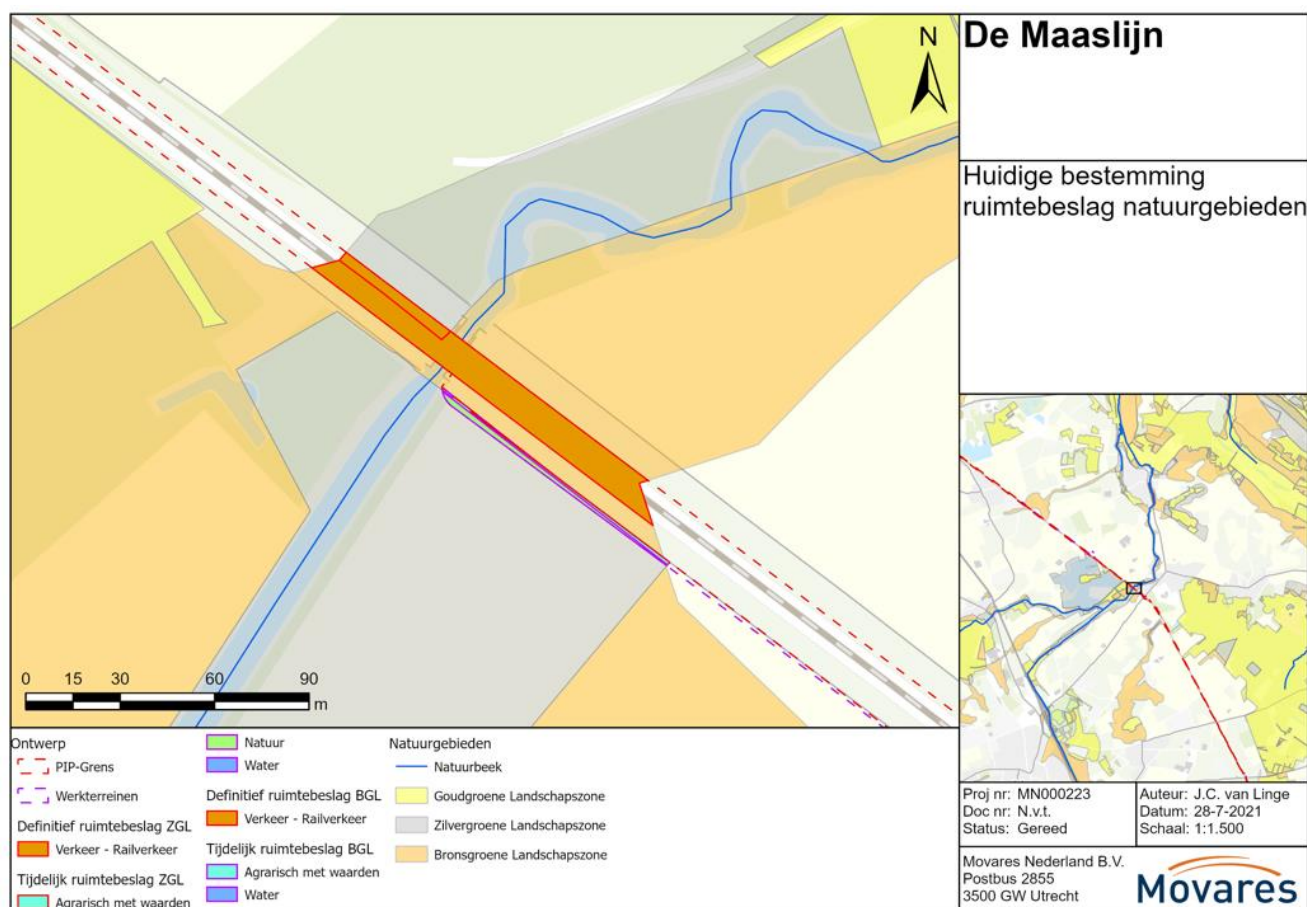 De Maaslijn
N
Huidige bestemming
ruimtebeslag natuurgebieden
0 15 30 60 90
m
Ontwerp
PIP-Grens
Werkterreinen
Definitief ruimtebeslag ZGL
Verkeer - Railverkeer
Tijdelijk ruimtebeslag ZGL
Agrarisch met waarden
Natuur
Water
Definitief ruimtebeslag BGL
Verkeer - Railverkeer
Tijdelijk ruimtebeslag BGL
Agrarisch met waarden
Water
Natuurgebieden
Natuurbeek
Goudgroene Landschapszone
Zilvergroene Landschapszone
Bronsgroene Landschapszone
Proj nr: MN000223
Doc nr: N.v.t.
Status: Gereed
Auteur: J.C. van Linge
Datum: 28-7-2021
Schaal: 1:1.500
Movares Nederland B.V.
Postbus 2855
3500 GW Utrecht
Movares